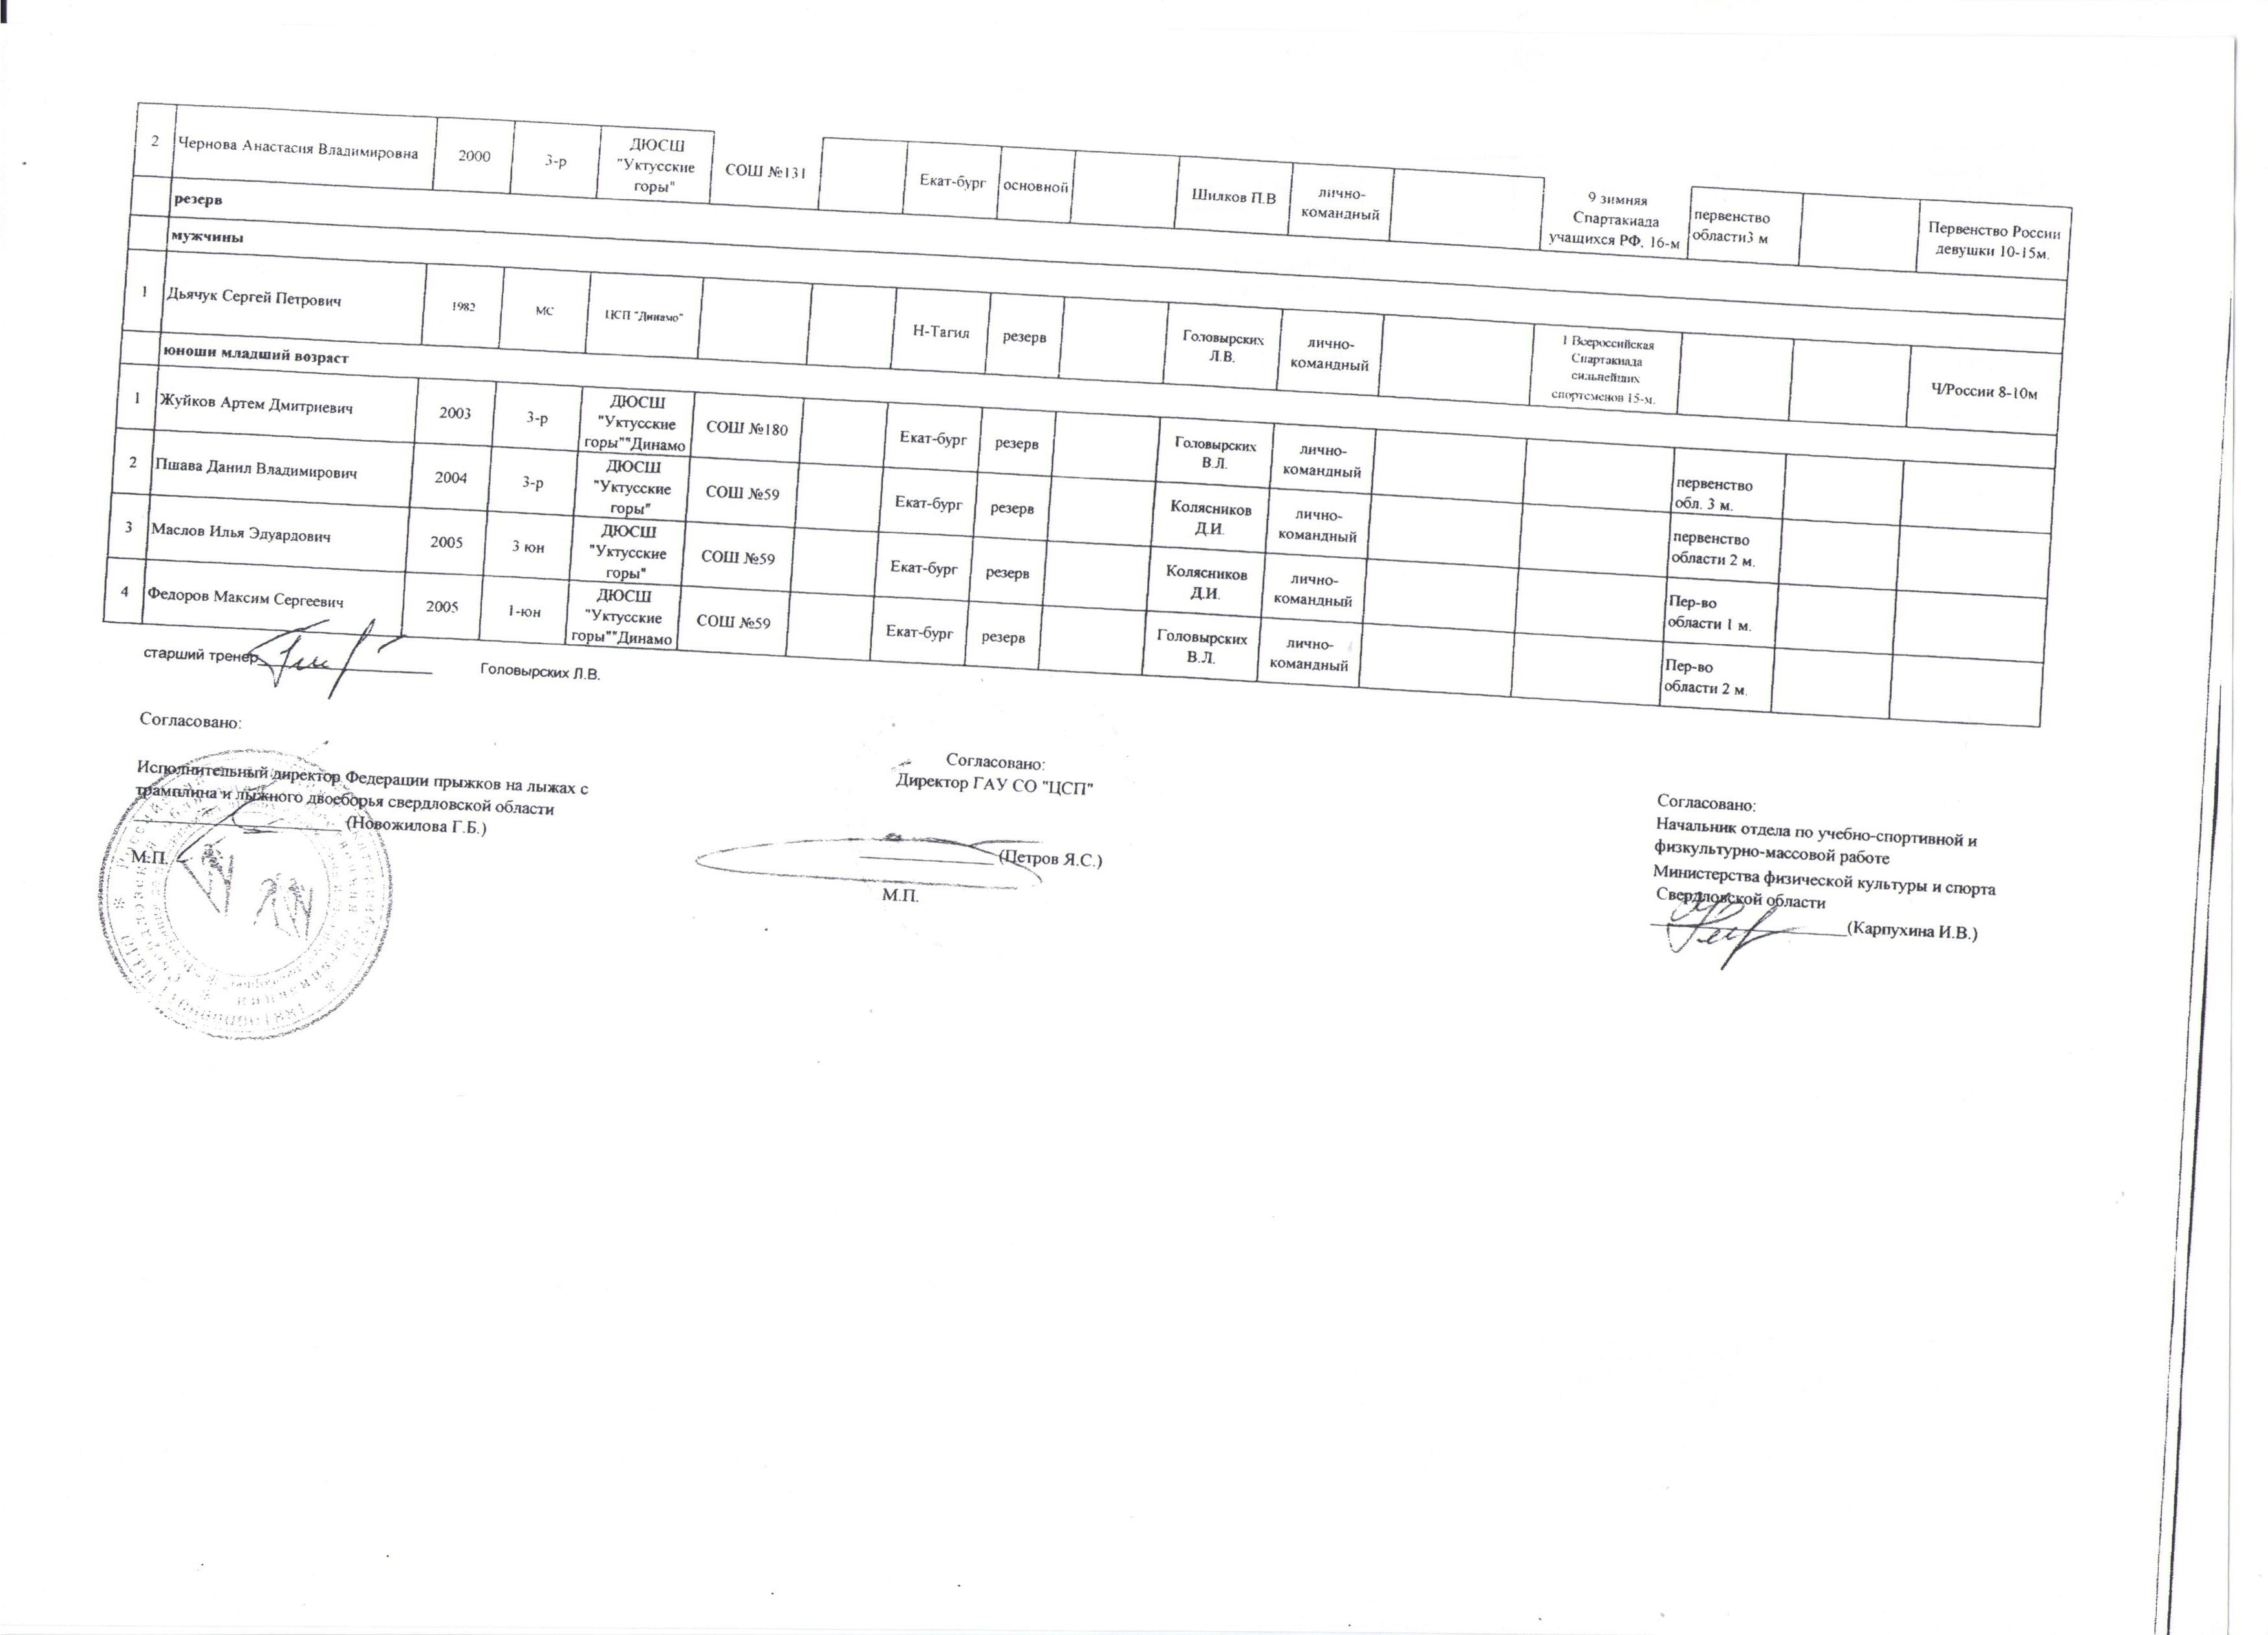 2 Чернова Анастасия Владимировна 2000 3-р ДЮСШ "Уктусские горы" СОШ №131 Екат-бург основной Шилков П.В лично-командный 9 зимняя Спартакиада учащихся РФ, 16-м первенство области3 м Первенство России девушки 10-15м.
резерв
мужчины
1 Дьячук Сергей Петрович 1982 МС ЦСП "Динамо" Н-Тагил резерв Головырских Л.В. лично-командный 1 Всероссийская Спартакиада сильнейших спортсменов 15-м. Ч/России 8-10м
юноши младший возраст
1 Жуйков Артем Дмитриевич 2003 3-р ДЮСШ "Уктусские горы""Динамо СОШ №180 Екат-бург резерв Головырских В.Л. лично-командный первенство обл. 3 м.
2 Пшава Данил Владимирович 2004 3-р ДЮСШ "Уктусские горы" СОШ №59 Екат-бург резерв Колясников Д.И. лично-командный первенство области 2 м.
3 Маслов Илья Эдуардович 2005 3 юн ДЮСШ "Уктусские горы" СОШ №59 Екат-бург резерв Колясников Д.И. лично-командный Пер-во области 1 м.
4 Федоров Максим Сергеевич 2005 1-юн ДЮСШ "Уктусские горы""Динамо СОШ №59 Екат-бург резерв Головырских В.Л. лично-командный Пер-во области 2 м.
старший тренер Головырских Л.В.
Согласовано:
Исполнительный директор Федерации прыжков на лыжах с
трамплина и лыжного двоеборья свердловской области
(Новожилова Г.Б.)
М.П.
Согласовано:
Директор ГАУ СО "ЦСП"
(Петров Я.С.)
М.П.
Согласовано:
Начальник отдела по учебно-спортивной и
физкультурно-массовой работе
Министерства физической культуры и спорта
Свердловской области
(Карпухина И.В.)